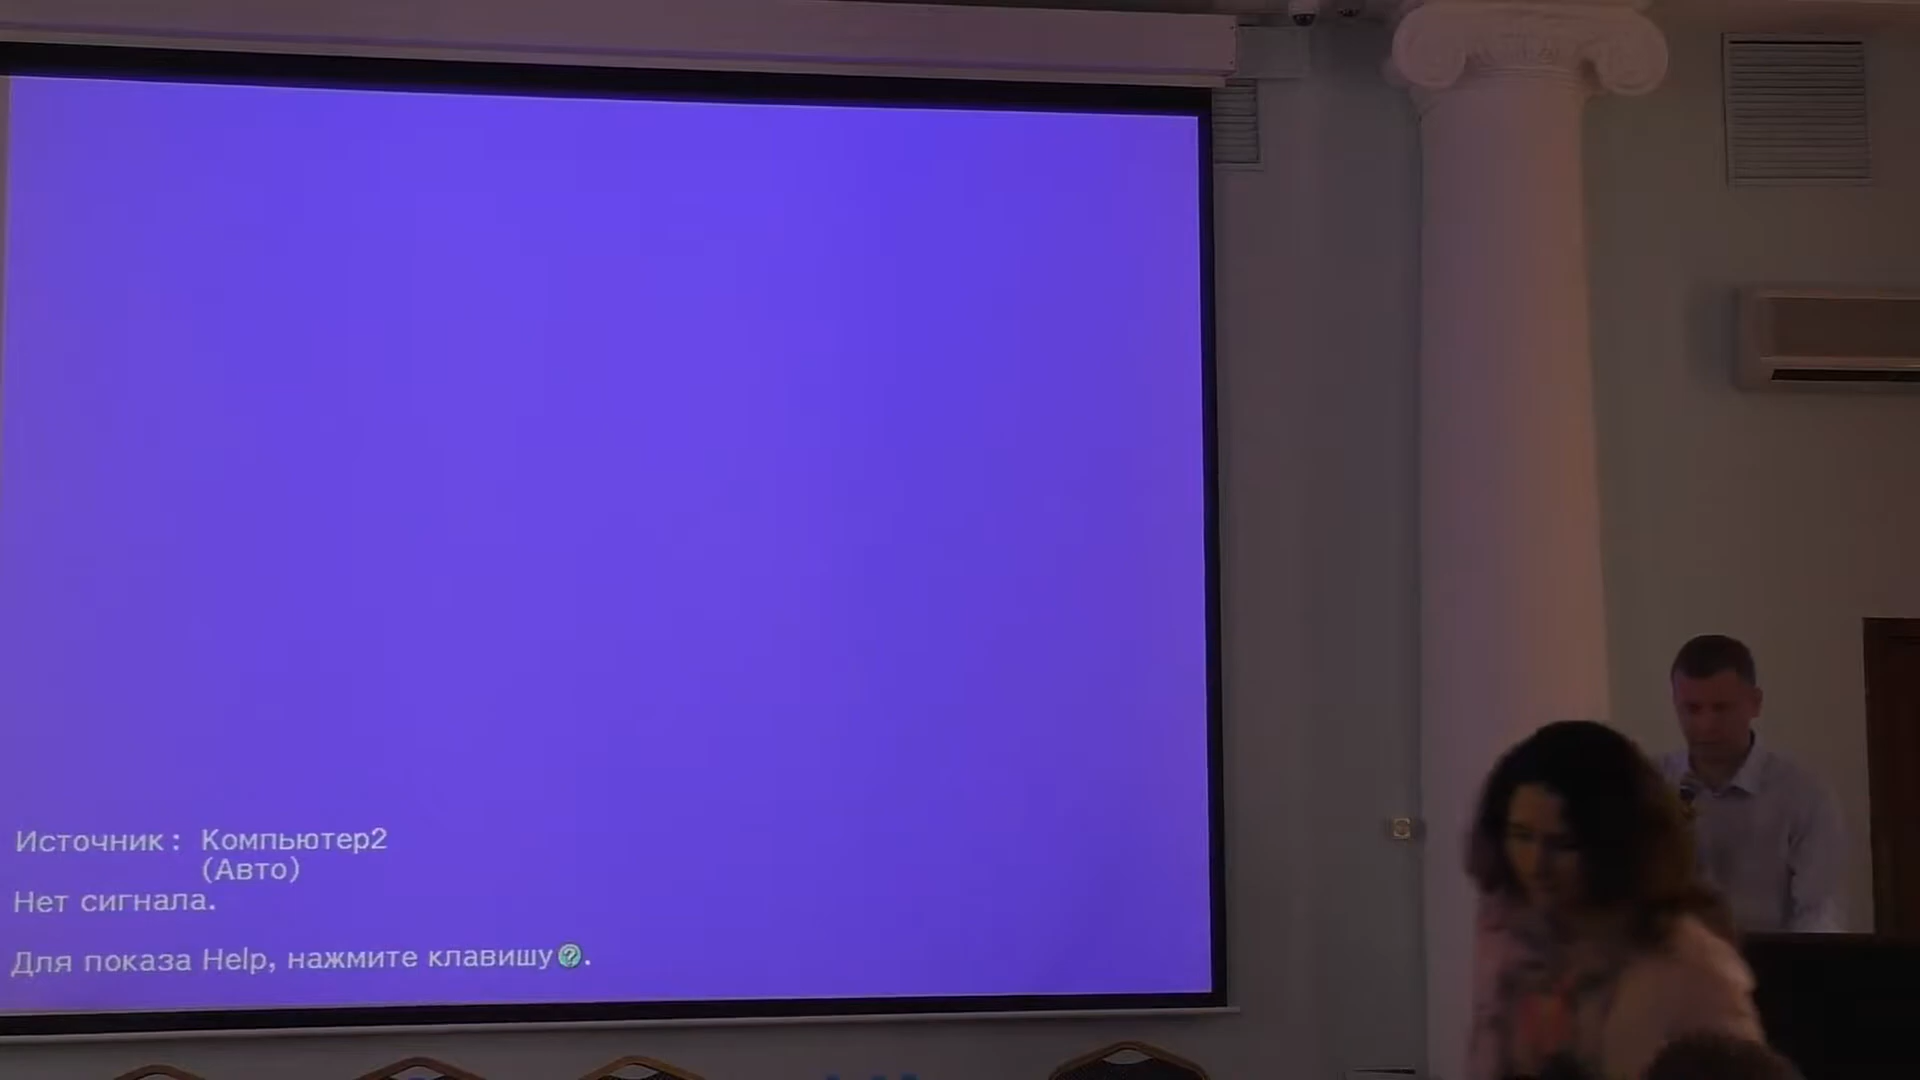 Источник: Компьютер2
(Авто)
Нет сигнала.
Для показа Help, нажмите клавишу?.